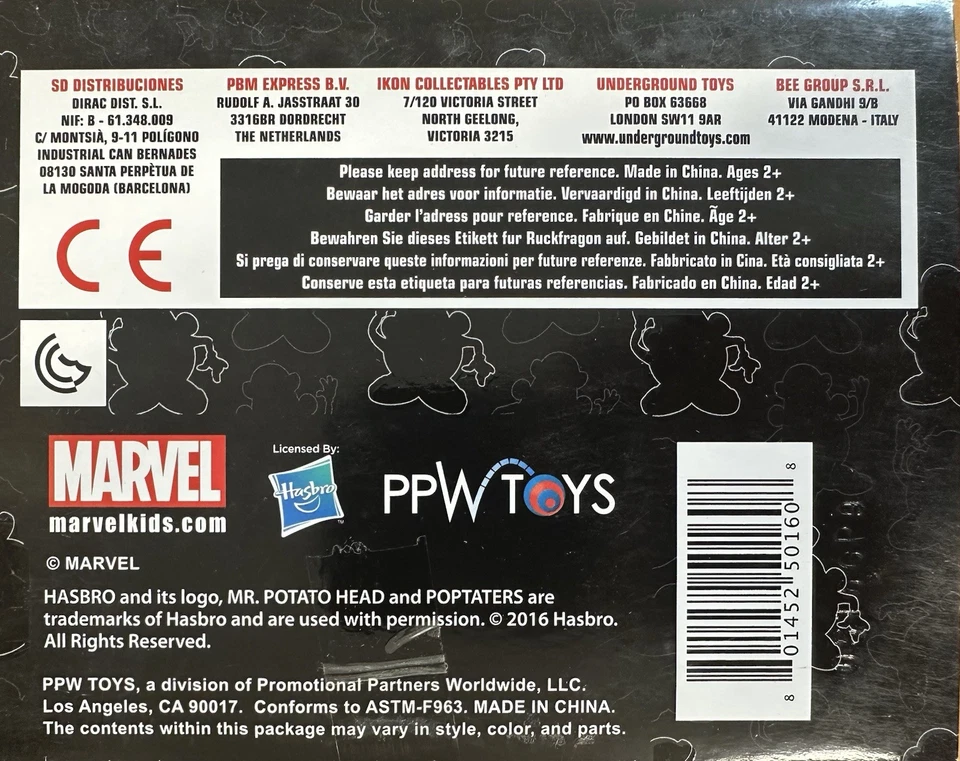 SD DISTRIBUCIONES
DIRAC DIST. S.L.
NIF: B - 61.348.009
C/ MONTSIÀ, 9-11 POLÍGONO
INDUSTRIAL CAN BERNADES
08130 SANTA PERPÈTUA DE
LA MOGODA (BARCELONA)
PBM EXPRESS B.V.
RUDOLF A. JASSTRAAT 30
3316BR DORDRECHT
THE NETHERLANDS
IKON COLLECTABLES PTY LTD
7/120 VICTORIA STREET
NORTH GEELONG,
VICTORIA 3215
UNDERGROUND TOYS
PO BOX 63668
LONDON SW11 9AR
www.undergroundtoys.com
BEE GROUP S.R.L.
VIA GANDHI 9/B
41122 MODENA - ITALY
Please keep address for future reference. Made in China. Ages 2+
Bewaar het adres voor informatie. Vervaardigd in China. Leeftijden 2+
Garder l'adress pour reference. Fabrique en Chine. Ãge 2+
Bewahren Sie dieses Etikett fur Ruckfragon auf. Gebildet in China. Alter 2+
Si prega di conservare queste informazioni per future referenze. Fabbricato in Cina. Età consigliata 2+
Conserve esta etiqueta para futuras referencias. Fabricado en China. Edad 2+
CE
MARVEL
marvelkids.com
Licensed By:
Hasbro
TM
PPW TOYS
© MARVEL
HASBRO and its logo, MR. POTATO HEAD and POPTATERS are
trademarks of Hasbro and are used with permission. © 2016 Hasbro.
All Rights Reserved.
PPW TOYS, a division of Promotional Partners Worldwide, LLC.
Los Angeles, CA 90017. Conforms to ASTM-F963. MADE IN CHINA.
The contents within this package may vary in style, color, and parts.
8 01452 50160 8